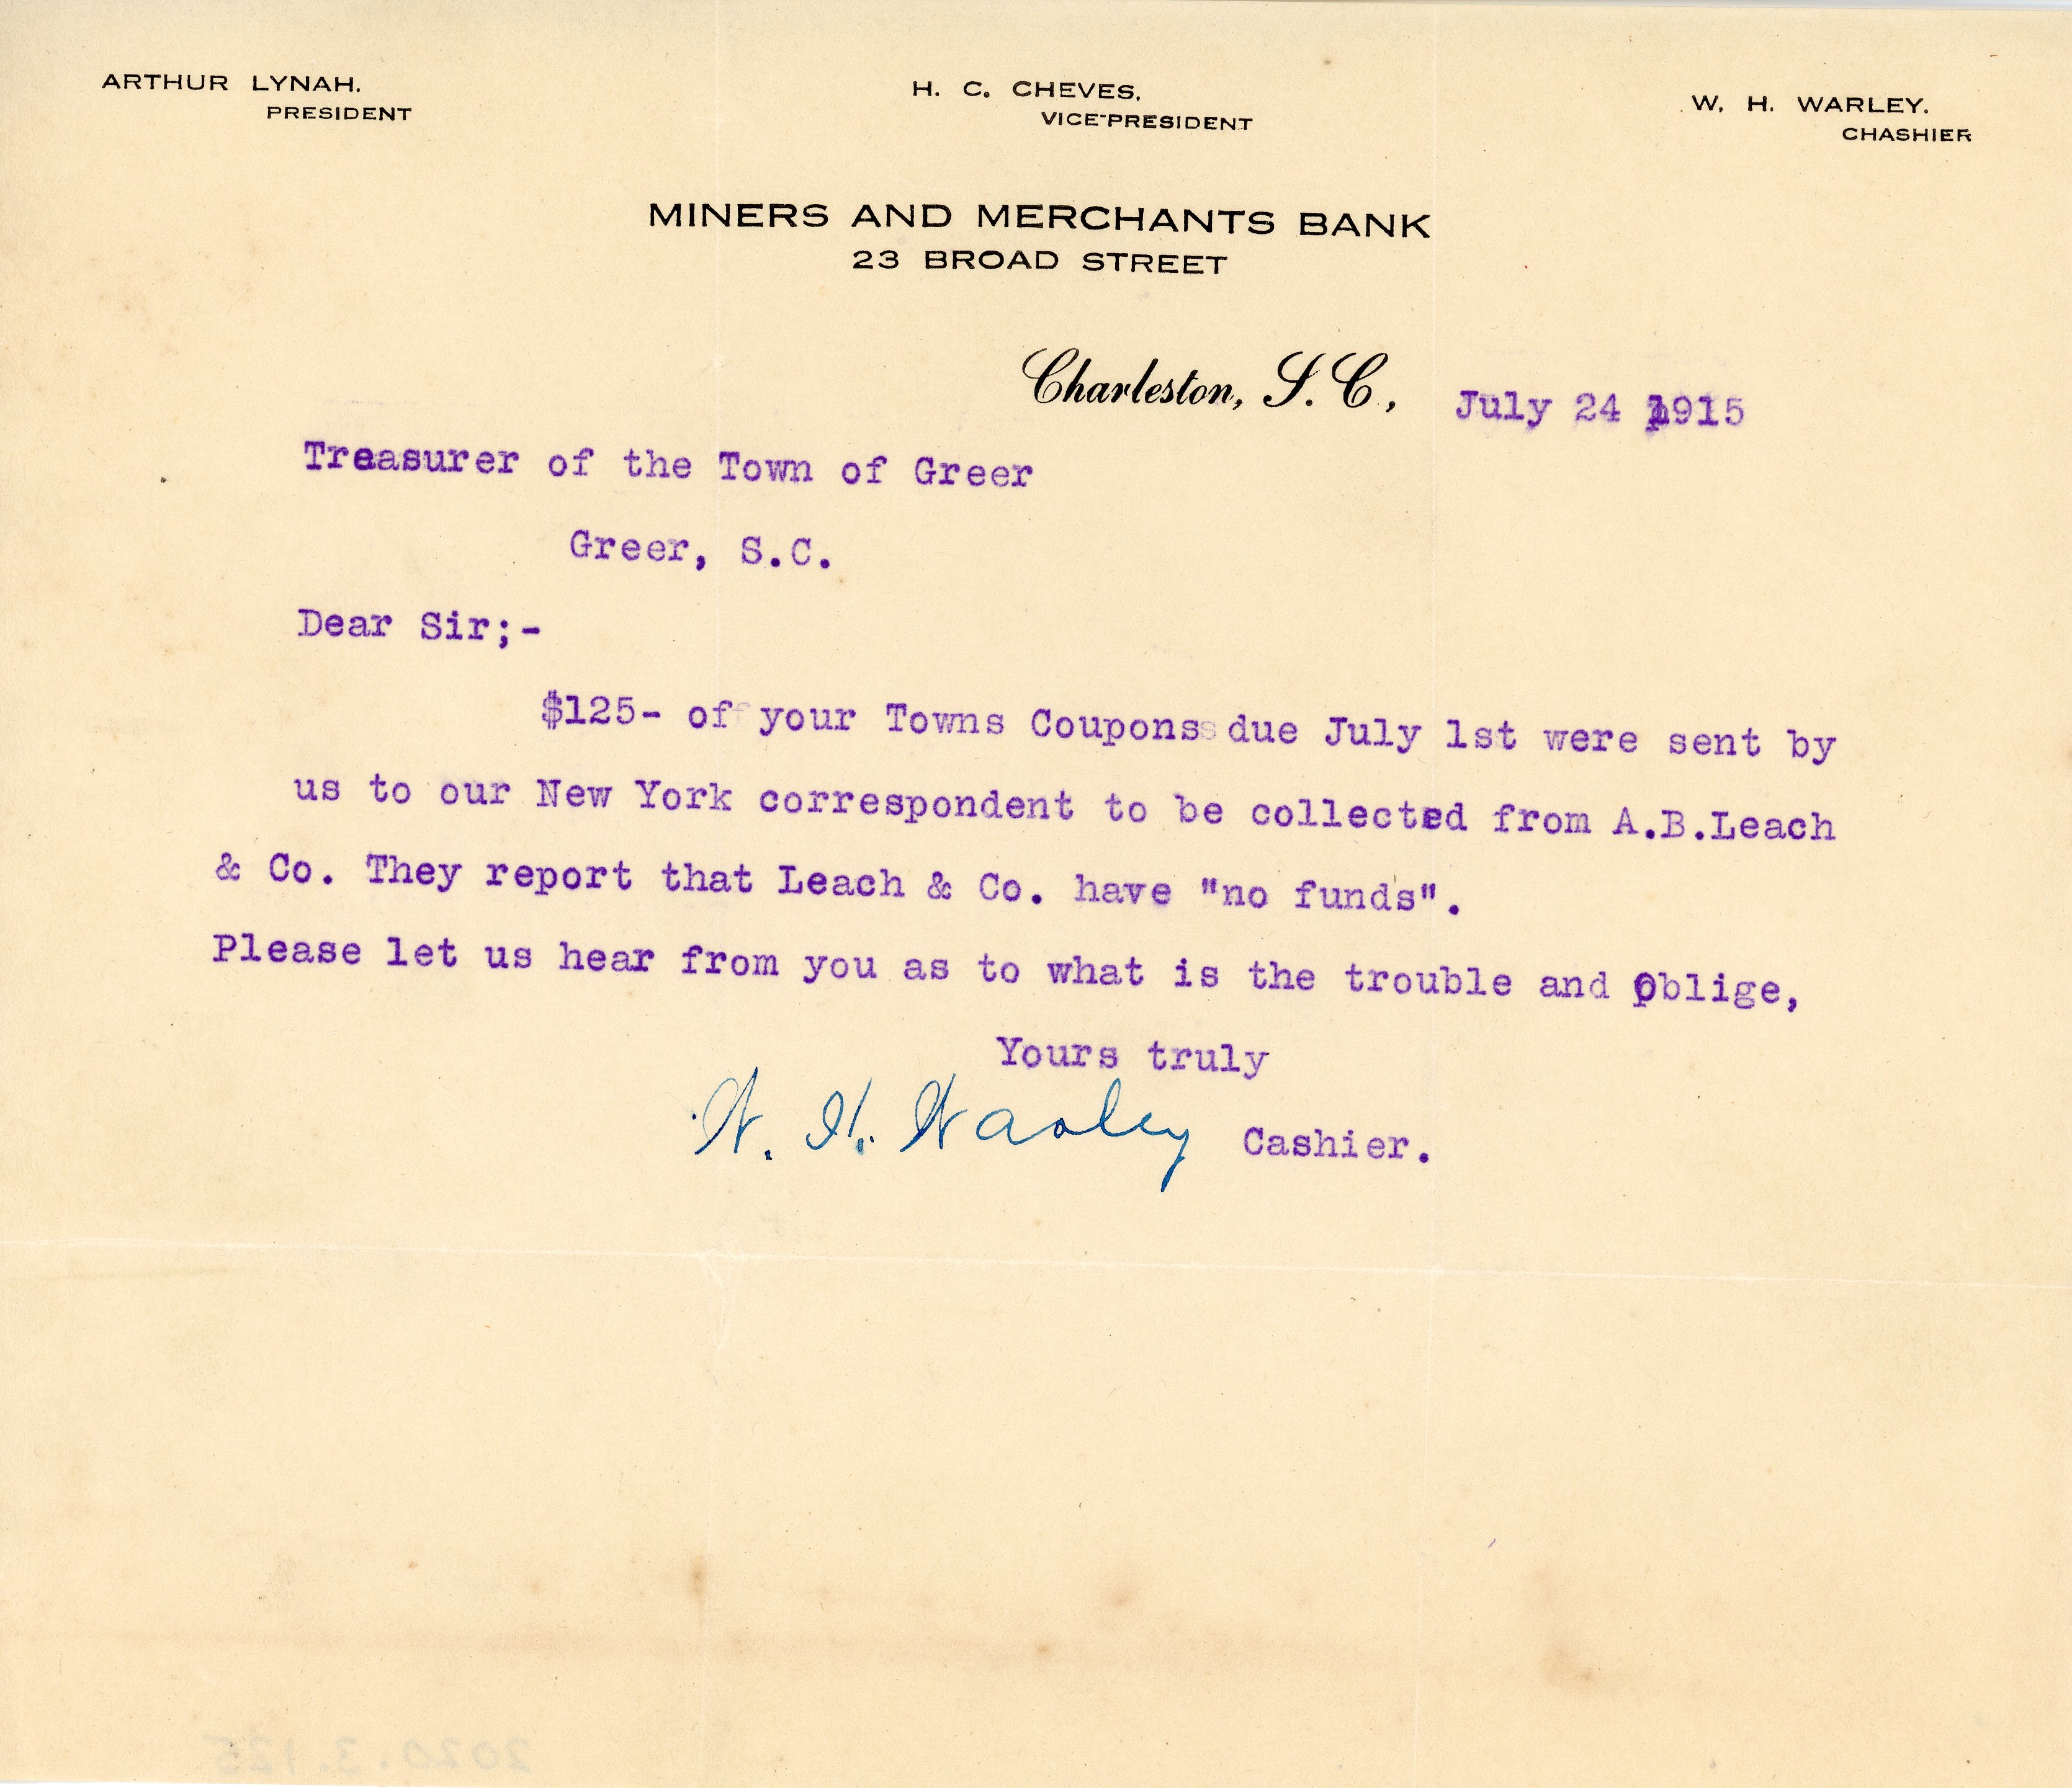 ARTHUR LYNAH.
PRESIDENT
H. C. CHEVES,
VICE-PRESIDENT
W. H. WARLEY.
CHASHIER
MINERS AND MERCHANTS BANK
23 BROAD STREET
Charleston, S. C., July 24 1915
Treasurer of the Town of Greer
Greer, S.C.
Dear Sir;-
$125- of your Towns Coupons due July 1st were sent by
us to our New York correspondent to be collected from A.B.Leach
& Co. They report that Leach & Co. have "no funds".
Please let us hear from you as to what is the trouble and oblige,
Yours truly
W. H. Warley Cashier.
2020.3.125